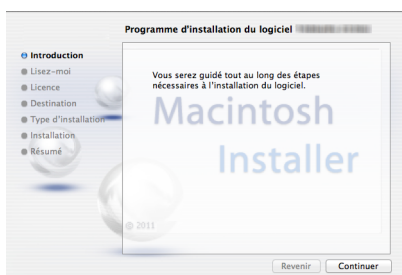 Programme d'installation du logiciel
Introduction
Lisez-moi
Licence
Destination
Type d'installation
Installation
Résumé
Vous serez guidé tout au long des étapes
nécessaires à l'installation du logiciel.
Macintosh
Installer
© 2011
Revenir
Continuer